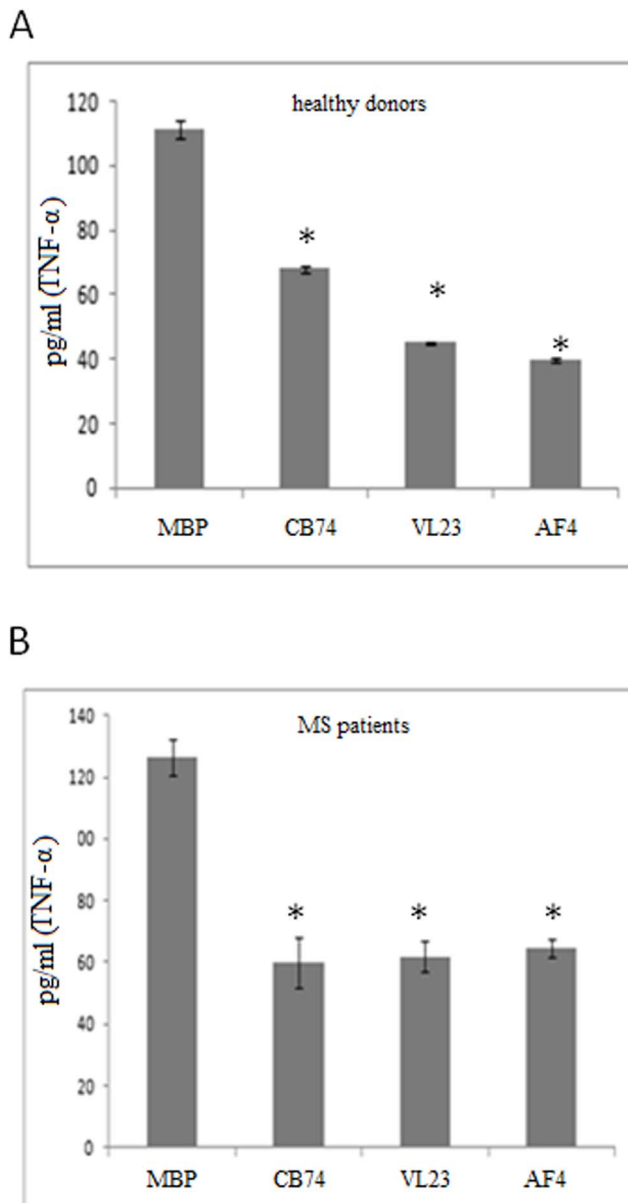 A
healthy donors
pg/ml (TNF-α)
120
100
80
60
40
20
0
*
*
*
MBP CB74 VL23 AF4
B
MS patients
pg/ml (TNF-α)
140
120
00
80
60
40
20
0
* * *
MBP CB74 VL23 AF4